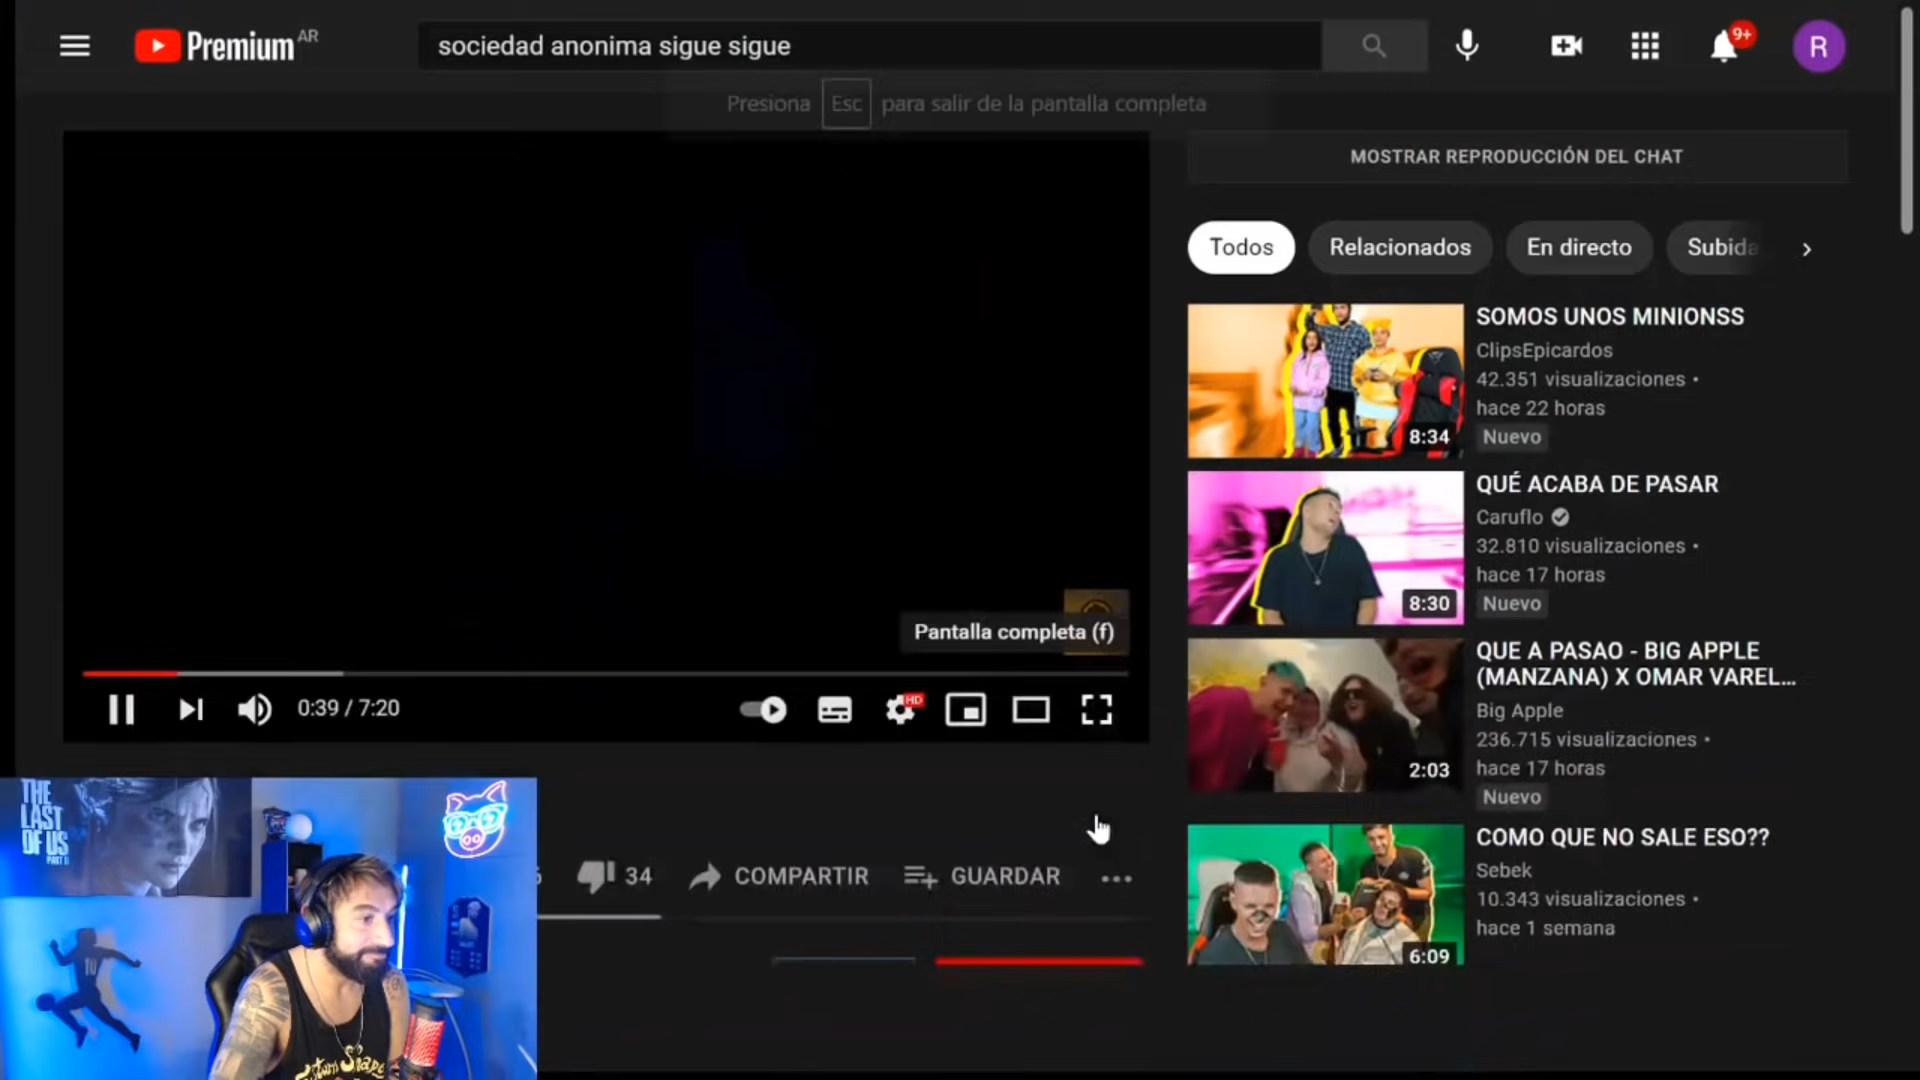 Premium AR
sociedad anonima sigue sigue
9+
R
Presiona Esc para salir de la pantalla completa
MOSTRAR REPRODUCCIÓN DEL CHAT
Todos
Relacionados
En directo
Subida
SOMOS UNOS MINIONSS
ClipsEpicardos
42.351 visualizaciones •
hace 22 horas
Nuevo
8:34
QUÉ ACABA DE PASAR
Caruflo
32.810 visualizaciones •
hace 17 horas
Nuevo
8:30
QUE A PASAO - BIG APPLE
(MANZANA) X OMAR VAREL...
Big Apple
236.715 visualizaciones •
hace 17 horas
Nuevo
2:03
COMO QUE NO SALE ESO??
Sebek
10.343 visualizaciones •
hace 1 semana
6:09
Pantalla completa (f)
0:39 / 7:20
HD
34
COMPARTIR
GUARDAR
THE
LAST
OF US
PART II
10